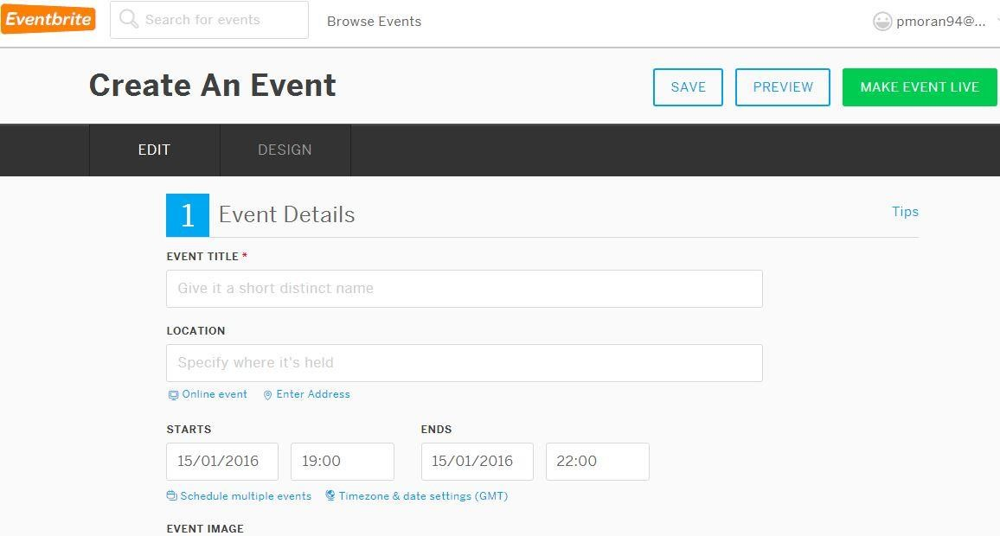 Eventbrite Search for events Browse Events pmoran94@...
Create An Event SAVE PREVIEW MAKE EVENT LIVE
EDIT DESIGN
1 Event Details Tips
EVENT TITLE *
Give it a short distinct name
LOCATION
Specify where it's held
Online event Enter Address
STARTS ENDS
15/01/2016 19:00 15/01/2016 22:00
Schedule multiple events Timezone & date settings (GMT)
EVENT IMAGE